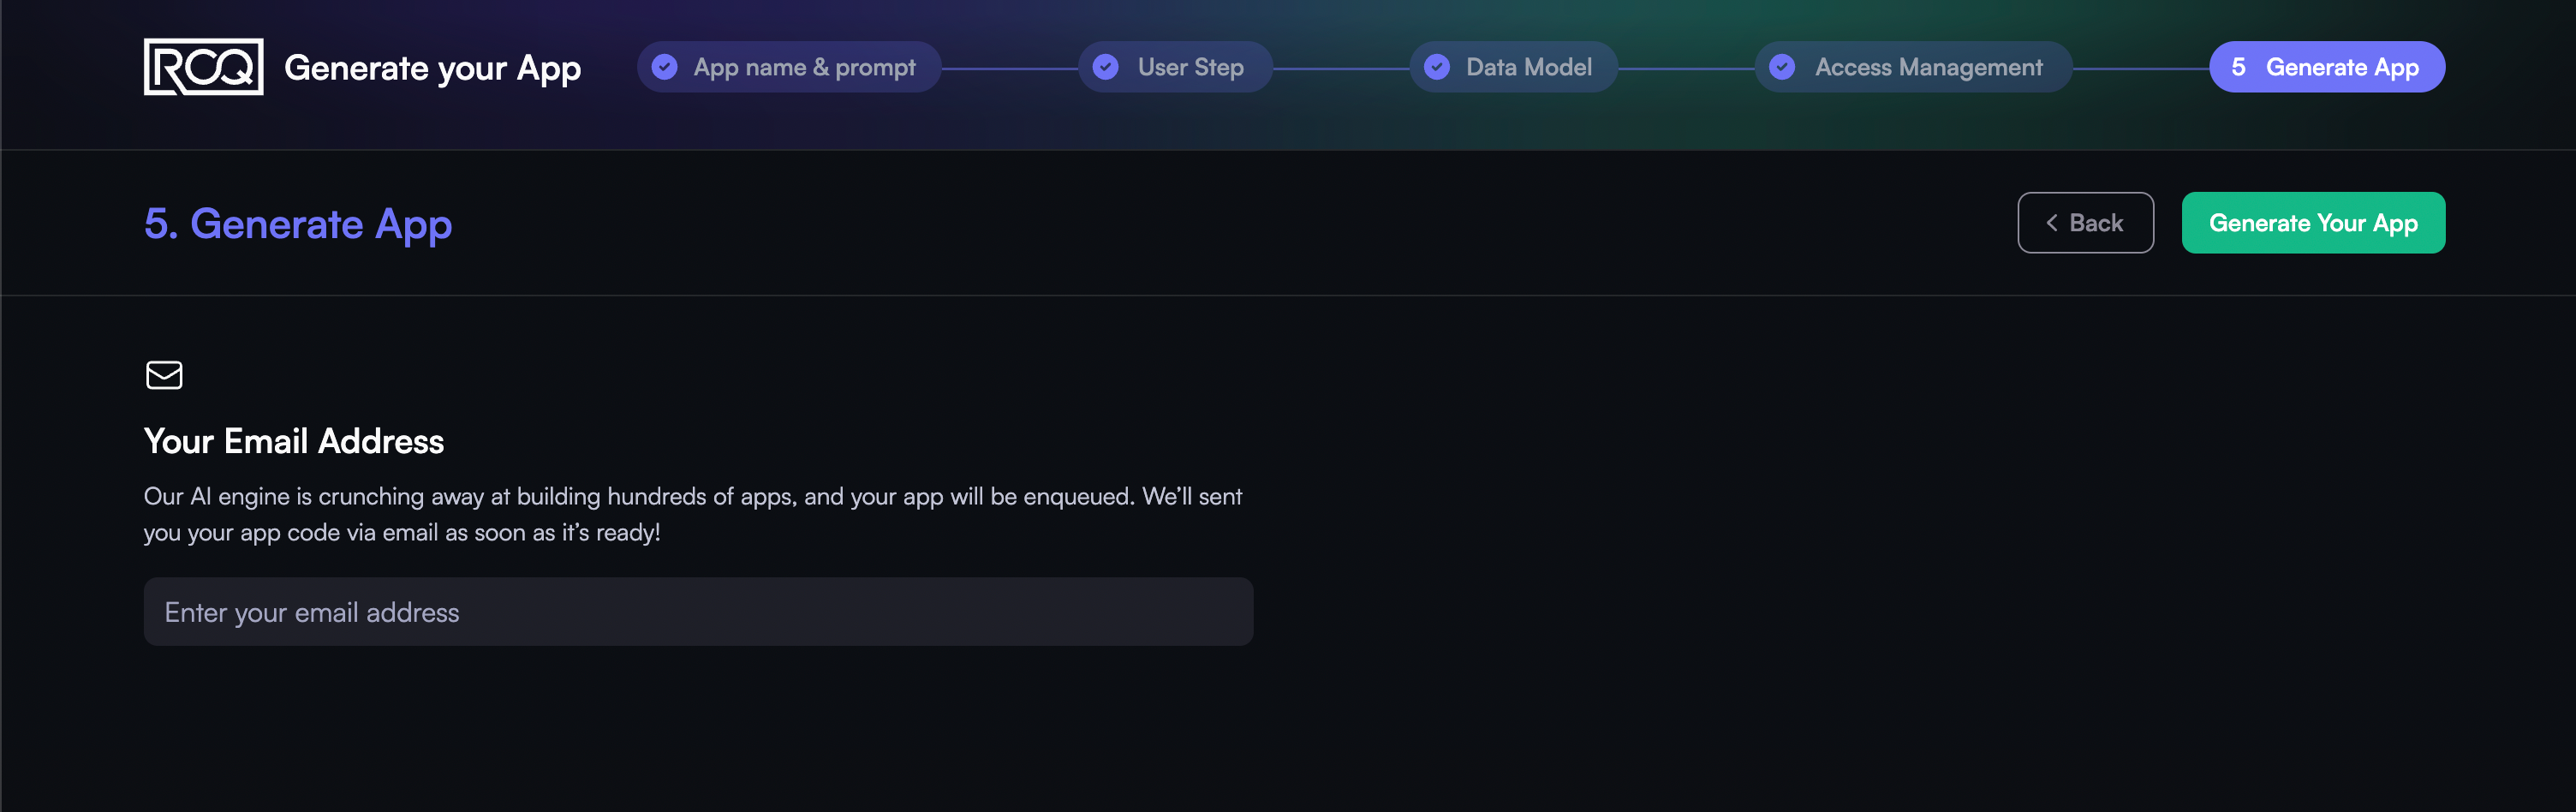 ROQ Generate your App
App name & prompt
User Step
Data Model
Access Management
5 Generate App
5. Generate App
Back
Generate Your App
Your Email Address
Our AI engine is crunching away at building hundreds of apps, and your app will be enqueued. We’ll sent
you your app code via email as soon as it’s ready!
Enter your email address